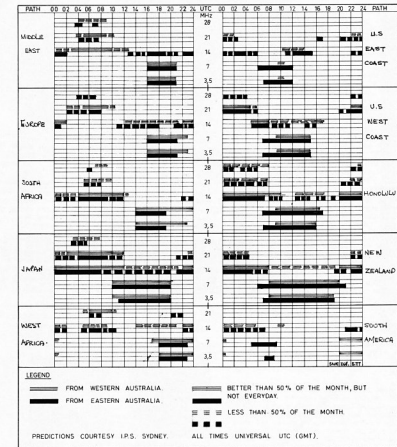 PATH 00 02 04 06 08 10 12 14 16 18 20 22 24 UTC 00 02 04 06 08 10 12 14 16 18 20 22 24 PATH
MHz
28
MIDDLE 21 U.S
EAST 14 EAST
7 COAST
3,5
28
21 U.S
EUROPE 14 WEST
7 COAST
3,5
28
SOUTH 21
AFRICA 14 HONOLULU
7
3,5
28
21 NEW
JAPAN 14 ZEALAND
7
3,5
28
21
WEST 14 SOUTH
AFRICA. 7 AMERICA
3,5
LEGEND
FROM WESTERN AUSTRALIA. BETTER THAN 50% OF THE MONTH, BUT
NOT EVERYDAY.
FROM EASTERN AUSTRALIA.
LESS THAN 50% OF THE MONTH.
PREDICTIONS COURTESY I.P.S. SYDNEY. ALL TIMES UNIVERSAL UTC (GMT).